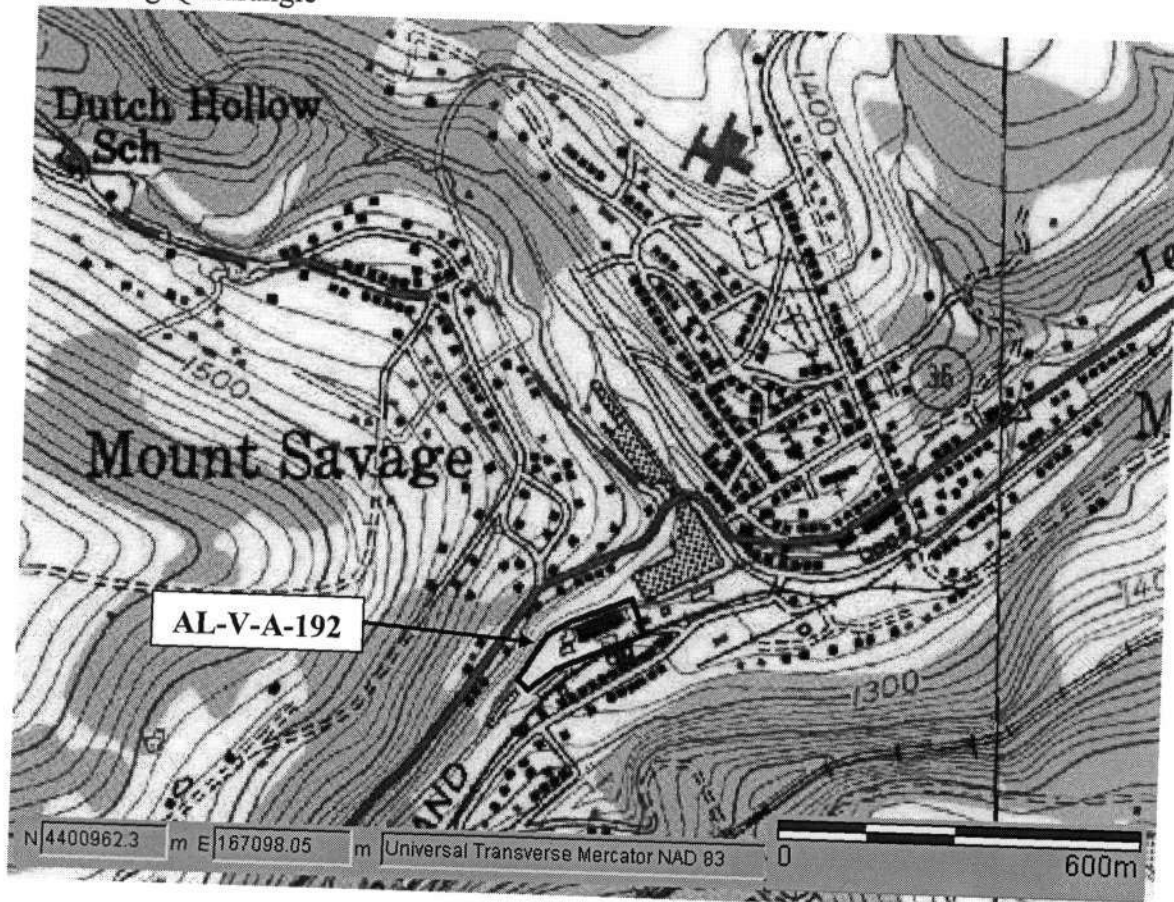 Dutch Hollow
Sch
1400
1500
36
Mount Savage
AL-V-A-192
1300
AND
N 4400962.3 m E 167098.05 m Universal Transverse Mercator NAD 83
0
600m